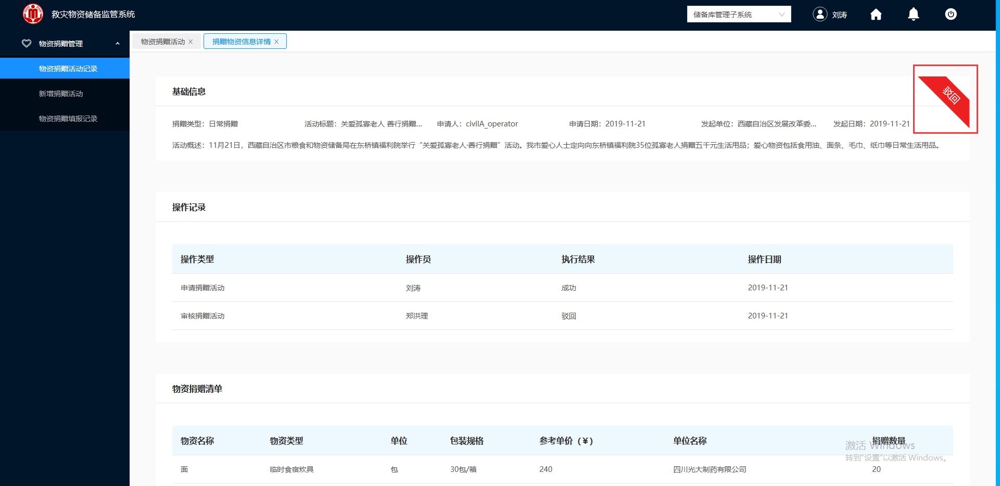 救灾物资储备监管系统
储备库管理子系统
刘涛
物资捐赠管理
物资捐赠活动记录
新增捐赠活动
物资捐赠填报记录
物资捐赠活动
捐赠物资信息详情
基础信息
驳回
捐赠类型：日常捐赠 活动标题：关爱孤寡老人 善行捐赠... 申请人：civilA_operator 申请日期：2019-11-21 发起单位：西藏自治区发展改革委... 发起日期：2019-11-21
活动概述：11月21日，西藏自治区市粮食和物资储备局在东桥镇福利院举行“关爱孤寡老人·善行捐赠”活动。我市爱心人士定向向东桥镇福利院35位孤寡老人捐赠五千元生活用品；爱心物资包括食用油、面条、毛巾、纸巾等日常生活用品。
操作记录
操作类型 操作员 执行结果 操作日期
申请捐赠活动 刘涛 成功 2019-11-21
审核捐赠活动 郑洪理 驳回 2019-11-21
物资捐赠清单
物资名称 物资类型 单位 包装规格 参考单价（¥） 单位名称 捐赠数量
面 临时食宿炊具 包 30包/箱 240 四川光大制药有限公司 20
激活 Windows
转到"设置"以激活 Windows。